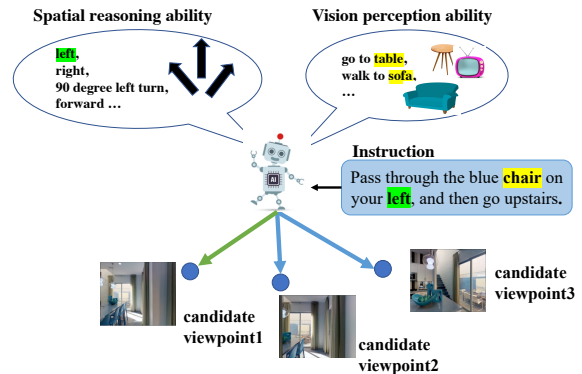 Spatial reasoning ability
Vision perception ability
left,
right,
90 degree left turn,
forward ...
go to table,
walk to sofa,
...
AI
Instruction
Pass through the blue chair on
your left, and then go upstairs.
candidate
viewpoint1
candidate
viewpoint2
candidate
viewpoint3